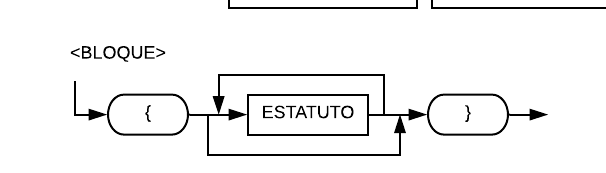 <BLOQUE>
{ ESTATUTO }